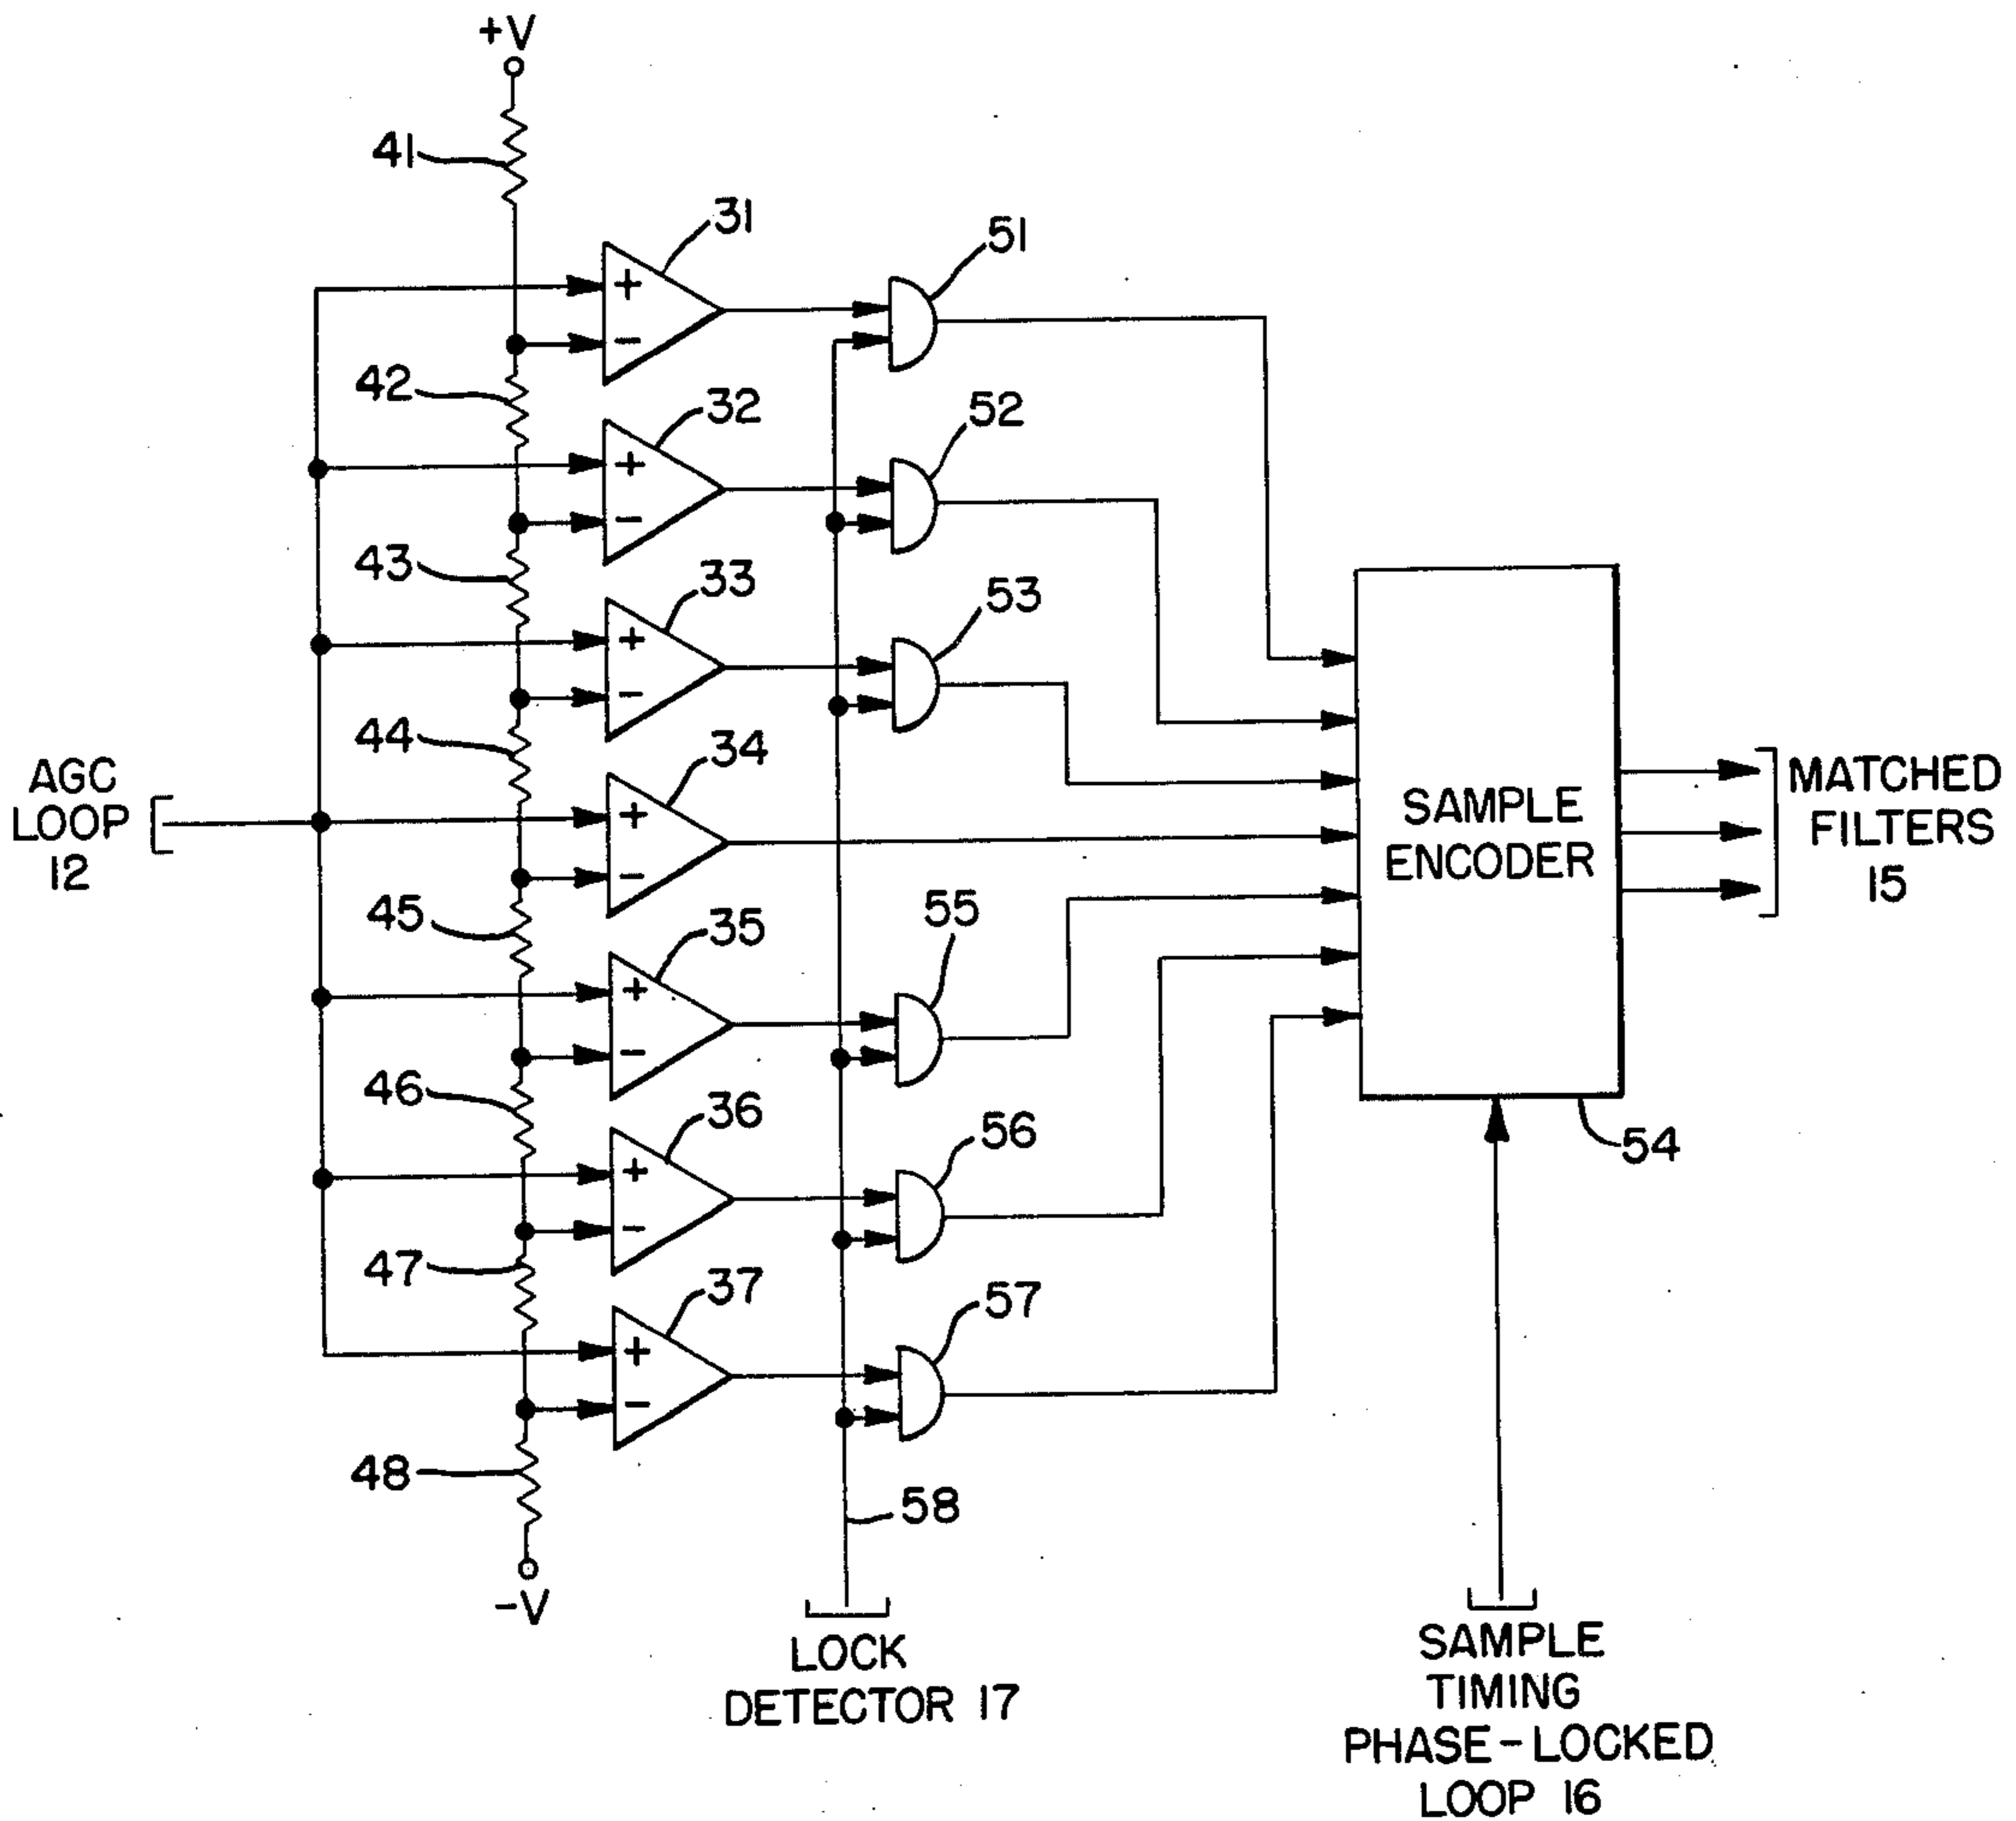 +V
41
31
51
+
−
42
32
52
+
−
43
33
53
+
−
44
34
AGC
LOOP
12
+
−
SAMPLE
ENCODER
MATCHED
FILTERS
15
45
35
55
+
−
46
36
56
54
+
−
47
37
57
+
−
48
58
−V
LOCK
DETECTOR 17
SAMPLE
TIMING
PHASE-LOCKED
LOOP 16